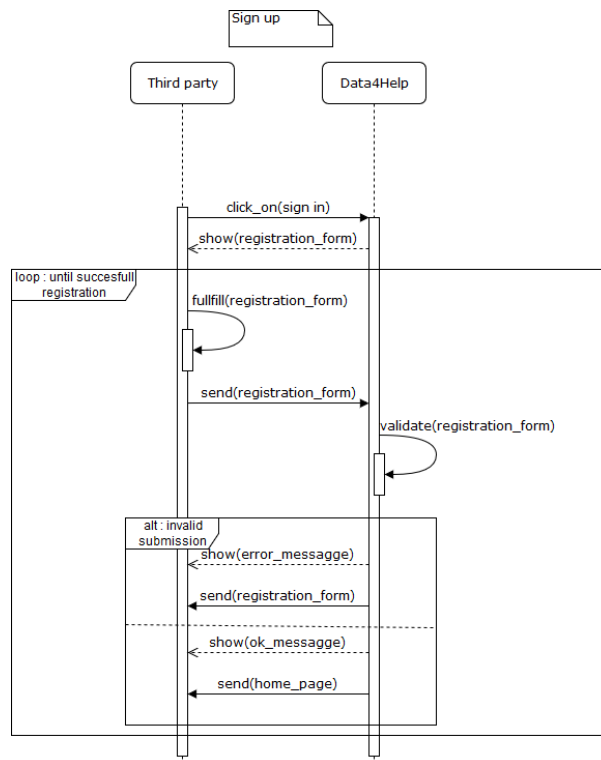 Sign up
Third party
Data4Help
click_on(sign in)
show(registration_form)
loop : until succesfull
registration
fullfill(registration_form)
send(registration_form)
validate(registration_form)
alt : invalid
submission
show(error_messagge)
send(registration_form)
show(ok_messagge)
send(home_page)